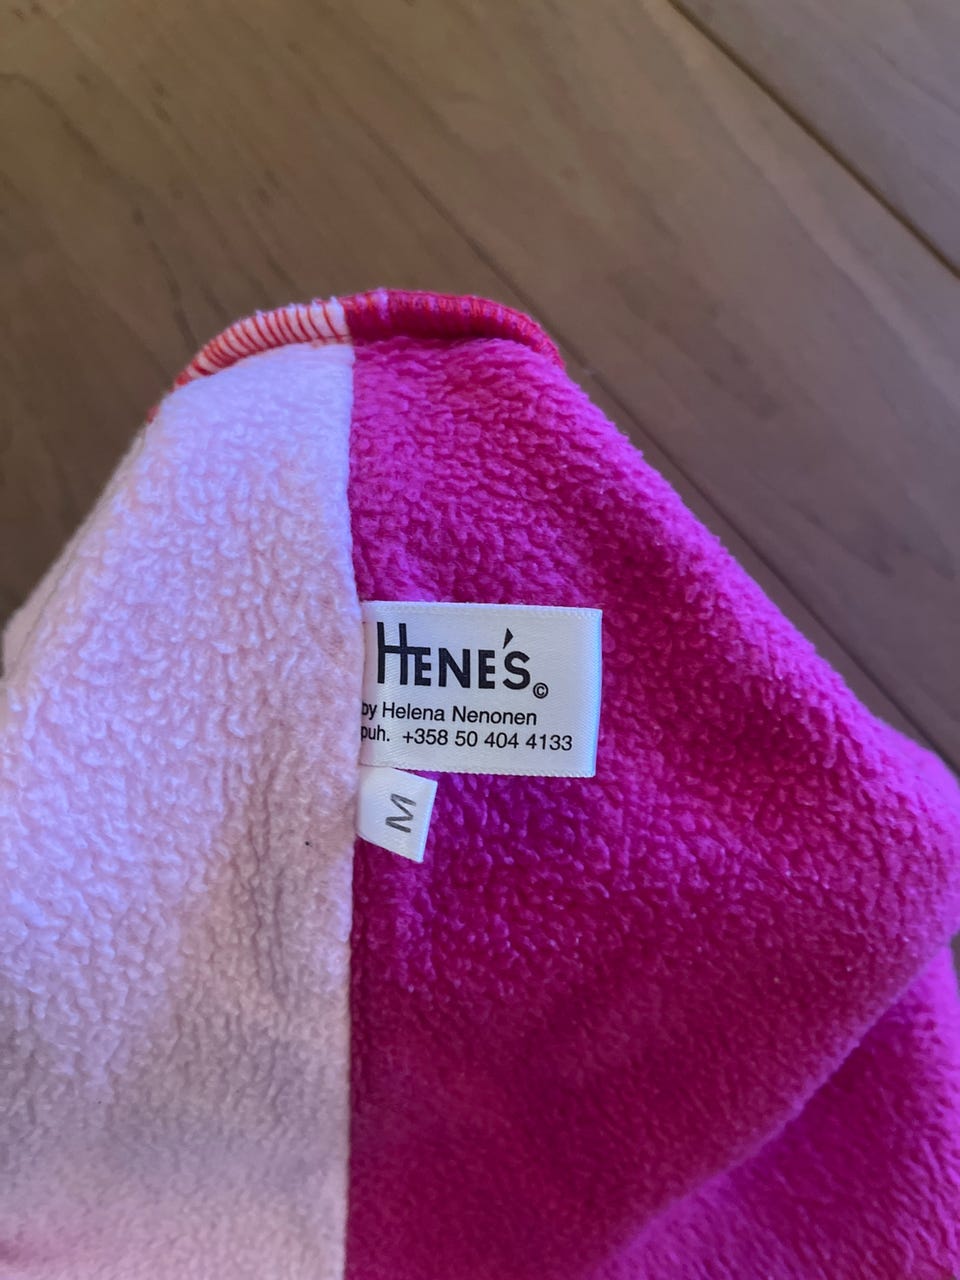 HENE'S ©
by Helena Nenonen
puh. +358 50 404 4133
M